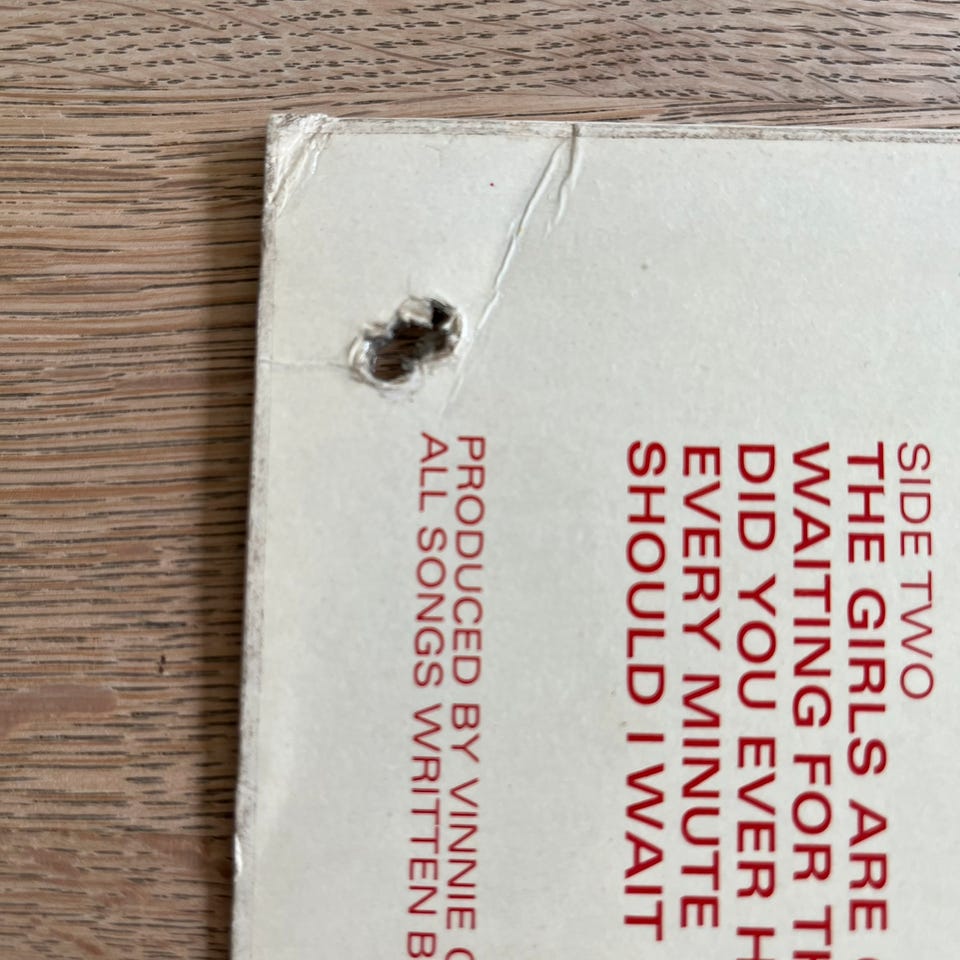 SIDE TWO
THE GIRLS ARE
WAITING FOR
DID YOU EVER
EVERY MINUTE
SHOULD I WAIT
PRODUCED BY VINNIE
ALL SONGS WRITTEN